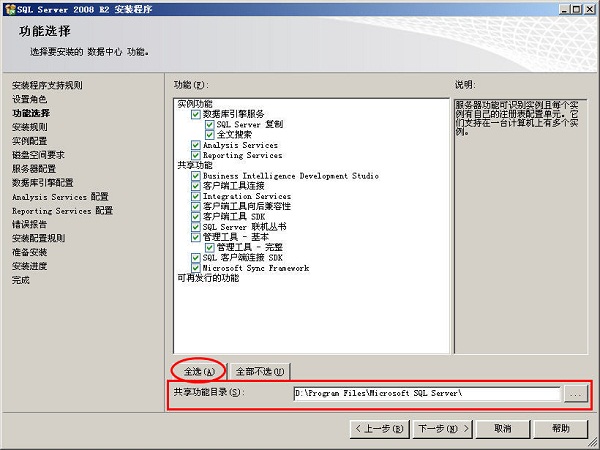 SQL Server 2008 R2 安装程序
功能选择
选择要安装的 数据中心 功能。
安装程序支持规则
设置角色
功能选择
安装规则
实例配置
磁盘空间要求
服务器配置
数据库引擎配置
Analysis Services 配置
Reporting Services 配置
错误报告
安装配置规则
准备安装
安装进度
完成
功能(F):
实例功能
数据库引擎服务
SQL Server 复制
全文搜索
Analysis Services
Reporting Services
共享功能
Business Intelligence Development Studio
客户端工具连接
Integration Services
客户端工具向后兼容性
客户端工具 SDK
SQL Server 联机丛书
管理工具 - 基本
管理工具 - 完整
SQL 客户端连接 SDK
Microsoft Sync Framework
可再发行的功能
说明:
服务器功能可识别实例且每个实
例有自己的注册表配置单元。它
们支持在一台计算机上有多个实
例。
全选(A)
全部不选(U)
共享功能目录(S):
D:\Program Files\Microsoft SQL Server\
...
< 上一步(B)
下一步(N) >
取消
帮助